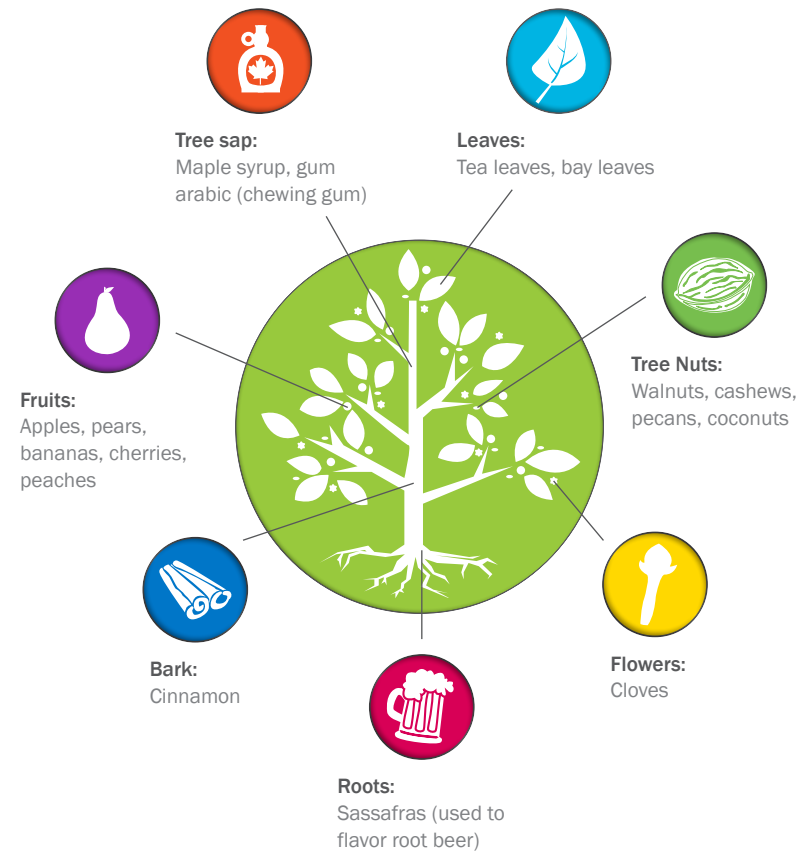 Tree sap:
Maple syrup, gum
arabic (chewing gum)
Leaves:
Tea leaves, bay leaves
Tree Nuts:
Walnuts, cashews,
pecans, coconuts
Fruits:
Apples, pears,
bananas, cherries,
peaches
Bark:
Cinnamon
Flowers:
Cloves
Roots:
Sassafras (used to
flavor root beer)